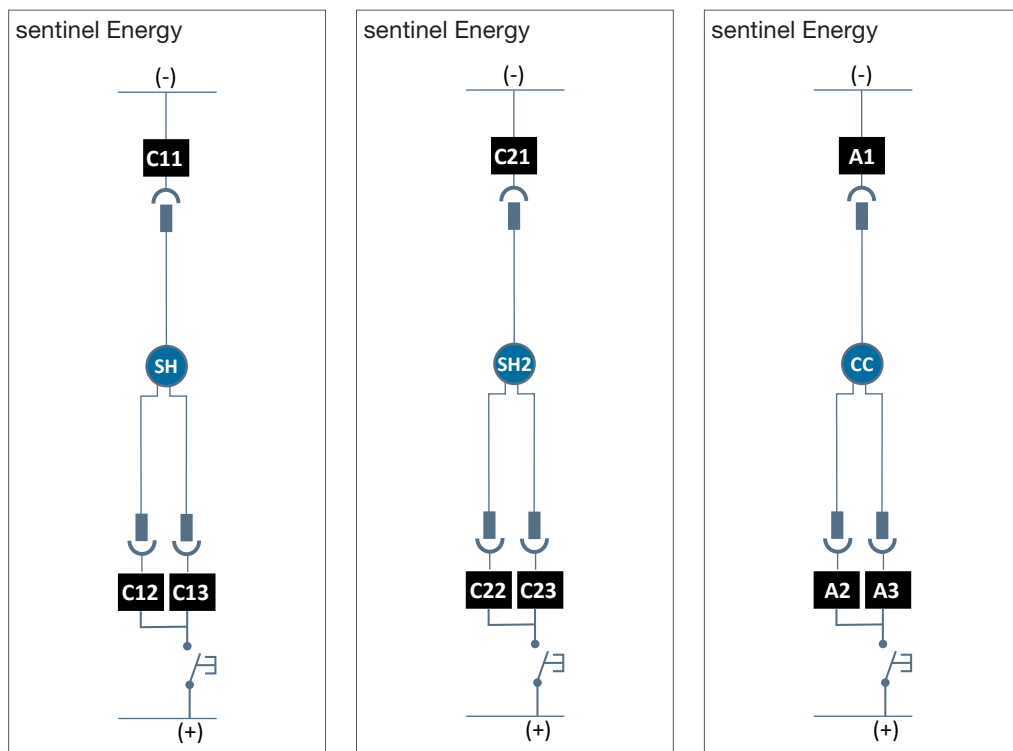 sentinel Energy
(-)
C11
SH
C12 C13
(+)
sentinel Energy
(-)
C21
SH2
C22 C23
(+)
sentinel Energy
(-)
A1
CC
A2 A3
(+)